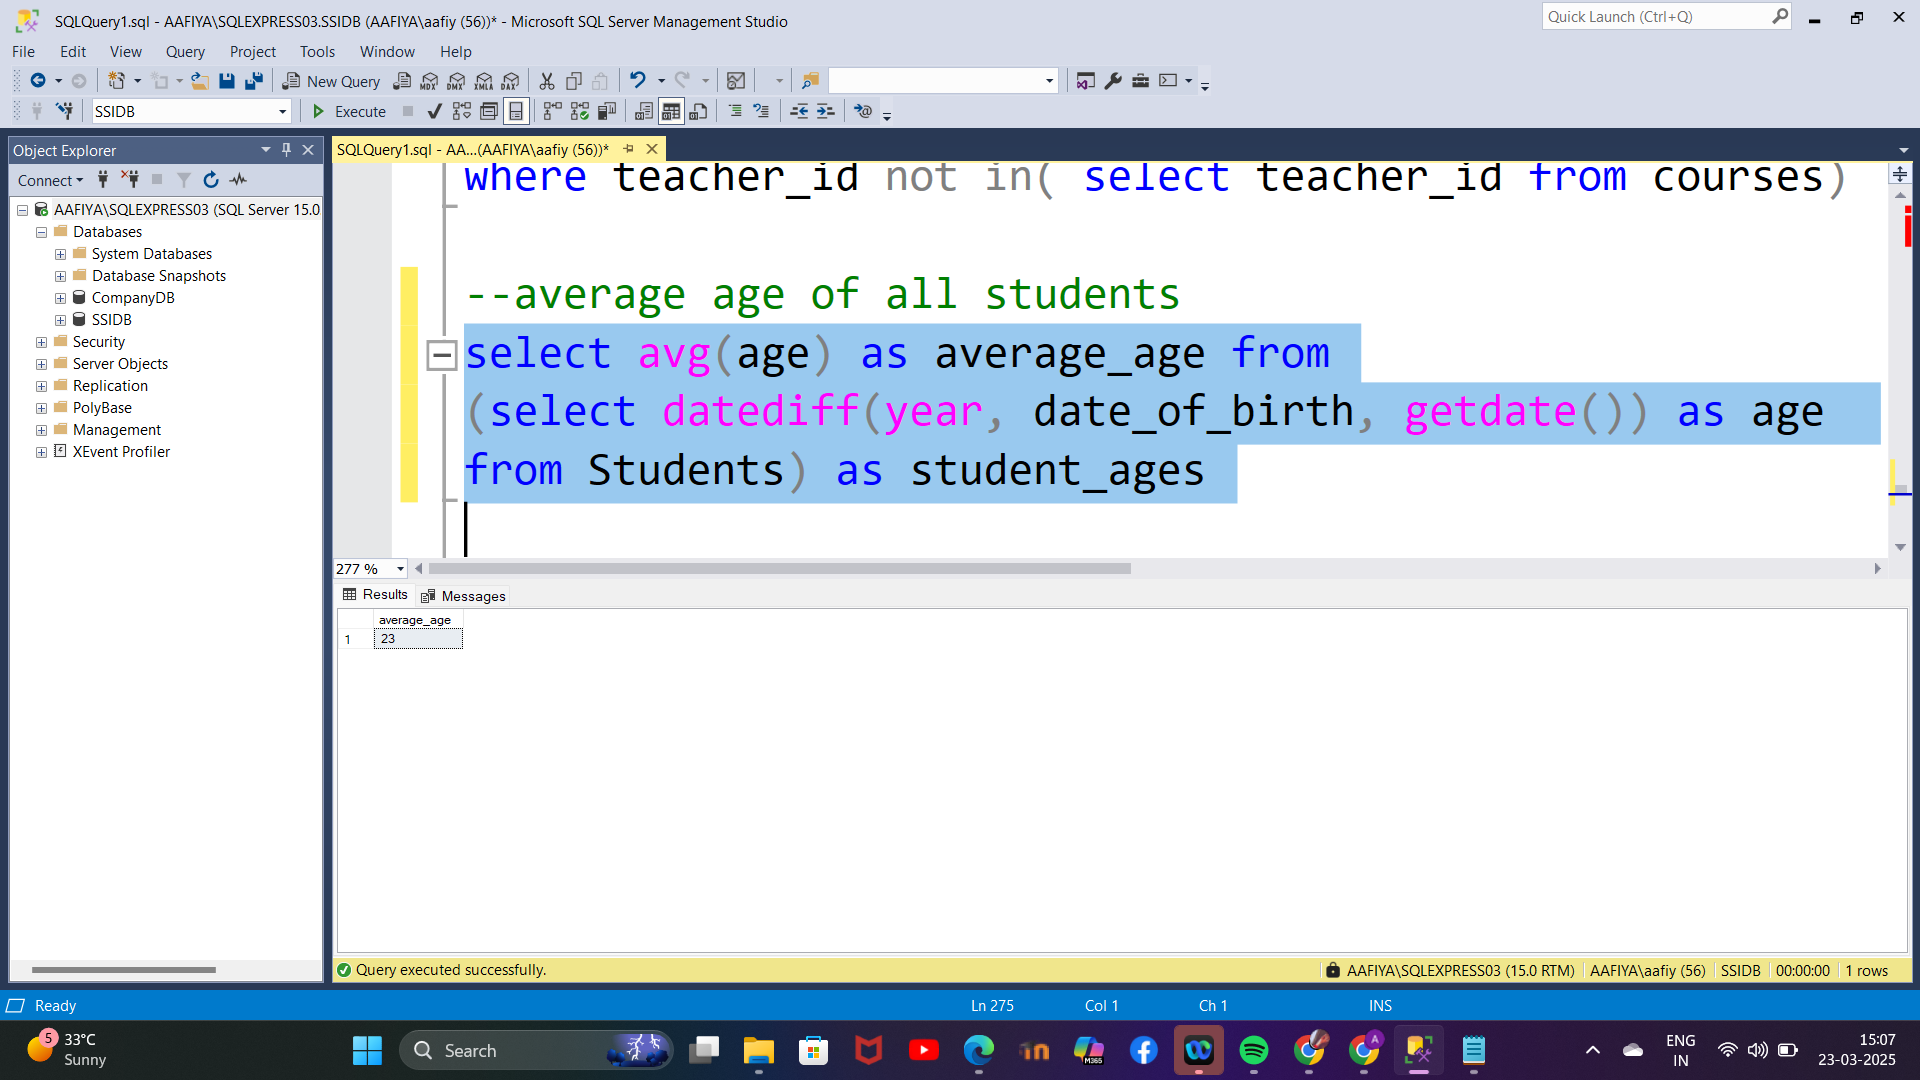 SQLQuery1.sql - AAFIYA\SQLEXPRESS03.SSIDB (AAFIYA\aafiy (56))* - Microsoft SQL Server Management Studio
Quick Launch (Ctrl+Q)
File Edit View Query Project Tools Window Help
New Query
MDX DMX XMLA DAX
SSIDB
Execute
Object Explorer
SQLQuery1.sql - AA...(AAFIYA\aafiy (56))*
Connect
AAFIYA\SQLEXPRESS03 (SQL Server 15.0
Databases
System Databases
Database Snapshots
CompanyDB
SSIDB
Security
Server Objects
Replication
PolyBase
Management
XEvent Profiler
where teacher_id not in( select teacher_id from courses)
--average age of all students
select avg(age) as average_age from
(select datediff(year, date_of_birth, getdate()) as age
from Students) as student_ages
277 %
Results Messages
average_age
1 23
Query executed successfully.
AAFIYA\SQLEXPRESS03 (15.0 RTM) AAFIYA\aafiy (56) SSIDB 00:00:00 1 rows
Ready
Ln 275 Col 1 Ch 1 INS
5
33°C
Sunny
Search
M365
A
ENG
IN
15:07
23-03-2025